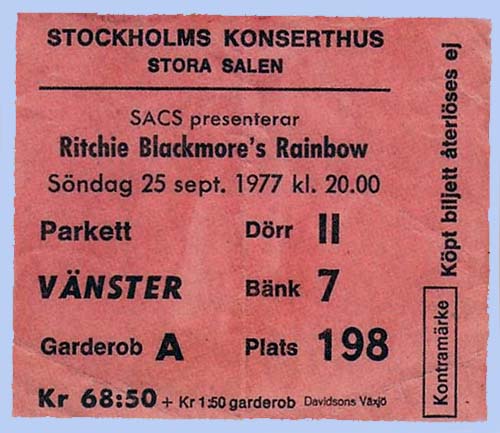 STOCKHOLMS KONSERTHUS
STORA SALEN
SACS presenterar
Ritchie Blackmore's Rainbow
Söndag 25 sept. 1977 kl. 20.00
Parkett Dörr II
VÄNSTER Bänk 7
Garderob A Plats 198
Kr 68:50 + Kr 1:50 garderob Davidsons Växjö
Kontramärke Köpt biljett återlöses ej